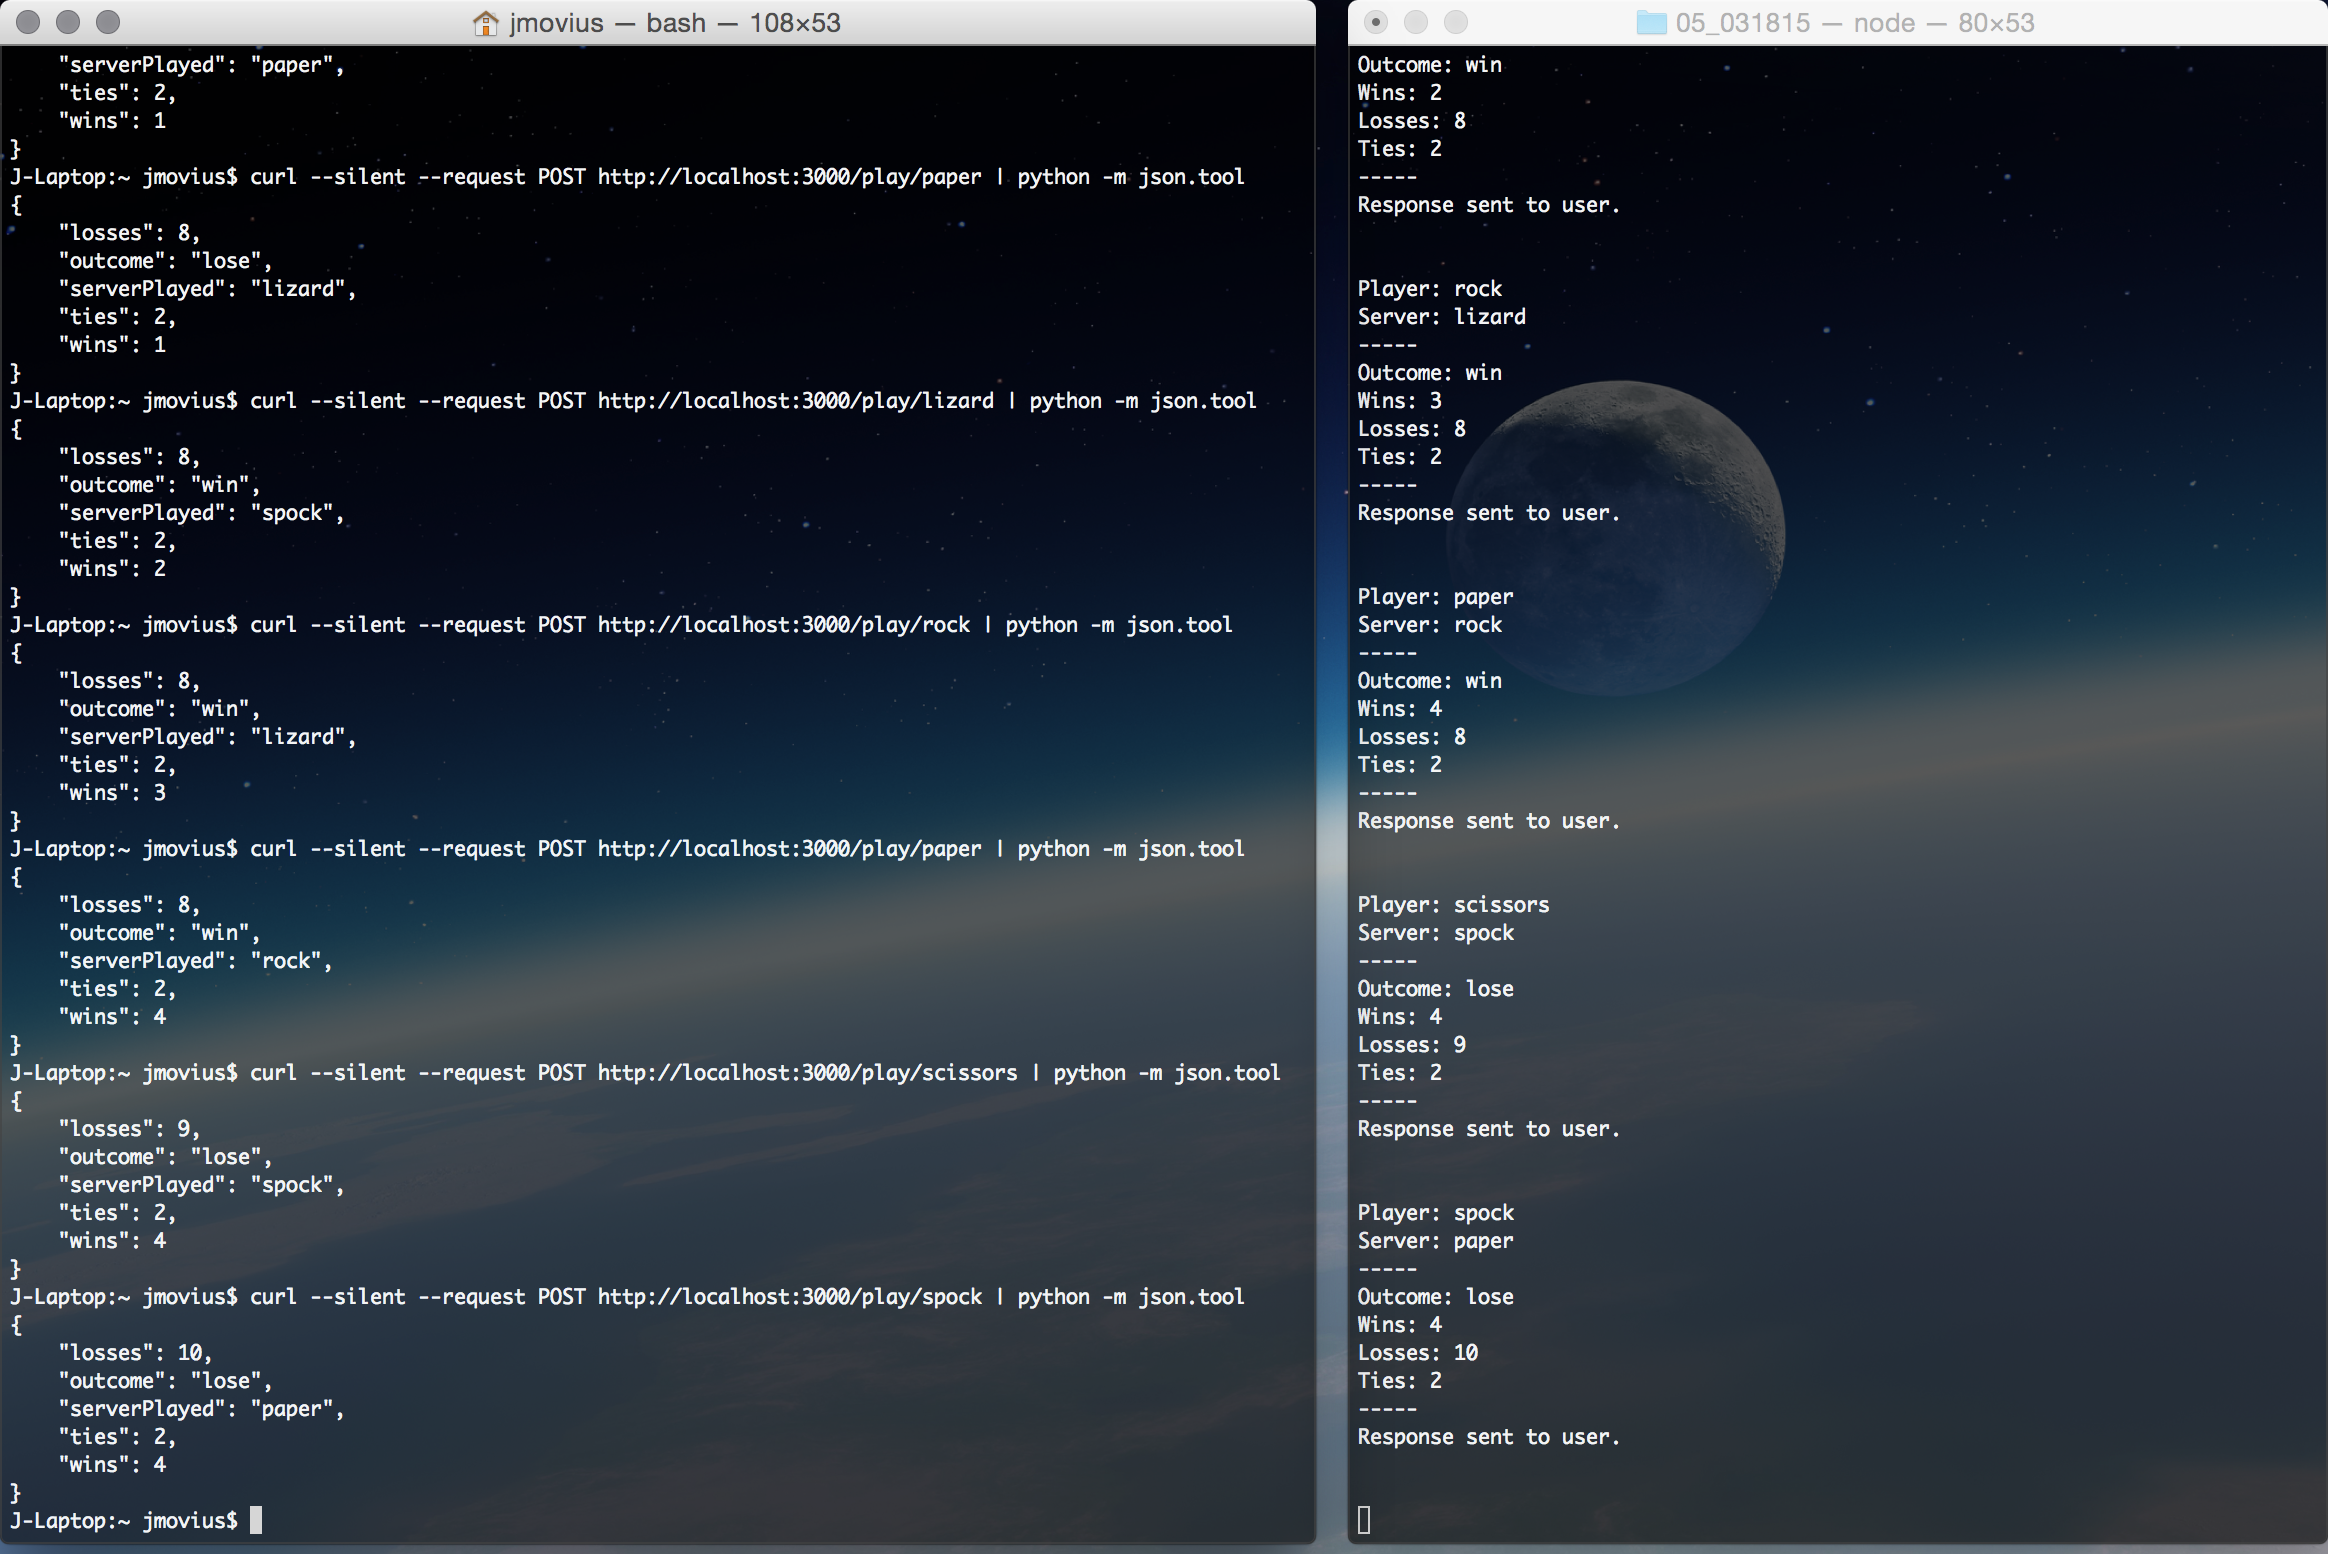 jmovius — bash — 108×53
    "serverPlayed": "paper",
    "ties": 2,
    "wins": 1
}
J-Laptop:~ jmovius$ curl --silent --request POST http://localhost:3000/play/paper | python -m json.tool
{
    "losses": 8,
    "outcome": "lose",
    "serverPlayed": "lizard",
    "ties": 2,
    "wins": 1
}
J-Laptop:~ jmovius$ curl --silent --request POST http://localhost:3000/play/lizard | python -m json.tool
{
    "losses": 8,
    "outcome": "win",
    "serverPlayed": "spock",
    "ties": 2,
    "wins": 2
}
J-Laptop:~ jmovius$ curl --silent --request POST http://localhost:3000/play/rock | python -m json.tool
{
    "losses": 8,
    "outcome": "win",
    "serverPlayed": "lizard",
    "ties": 2,
    "wins": 3
}
J-Laptop:~ jmovius$ curl --silent --request POST http://localhost:3000/play/paper | python -m json.tool
{
    "losses": 8,
    "outcome": "win",
    "serverPlayed": "rock",
    "ties": 2,
    "wins": 4
}
J-Laptop:~ jmovius$ curl --silent --request POST http://localhost:3000/play/scissors | python -m json.tool
{
    "losses": 9,
    "outcome": "lose",
    "serverPlayed": "spock",
    "ties": 2,
    "wins": 4
}
J-Laptop:~ jmovius$ curl --silent --request POST http://localhost:3000/play/spock | python -m json.tool
{
    "losses": 10,
    "outcome": "lose",
    "serverPlayed": "paper",
    "ties": 2,
    "wins": 4
}
J-Laptop:~ jmovius$
05_031815 — node — 80×53
Outcome: win
Wins: 2
Losses: 8
Ties: 2
-----
Response sent to user.
Player: rock
Server: lizard
-----
Outcome: win
Wins: 3
Losses: 8
Ties: 2
-----
Response sent to user.
Player: paper
Server: rock
-----
Outcome: win
Wins: 4
Losses: 8
Ties: 2
-----
Response sent to user.
Player: scissors
Server: spock
-----
Outcome: lose
Wins: 4
Losses: 9
Ties: 2
-----
Response sent to user.
Player: spock
Server: paper
-----
Outcome: lose
Wins: 4
Losses: 10
Ties: 2
-----
Response sent to user.